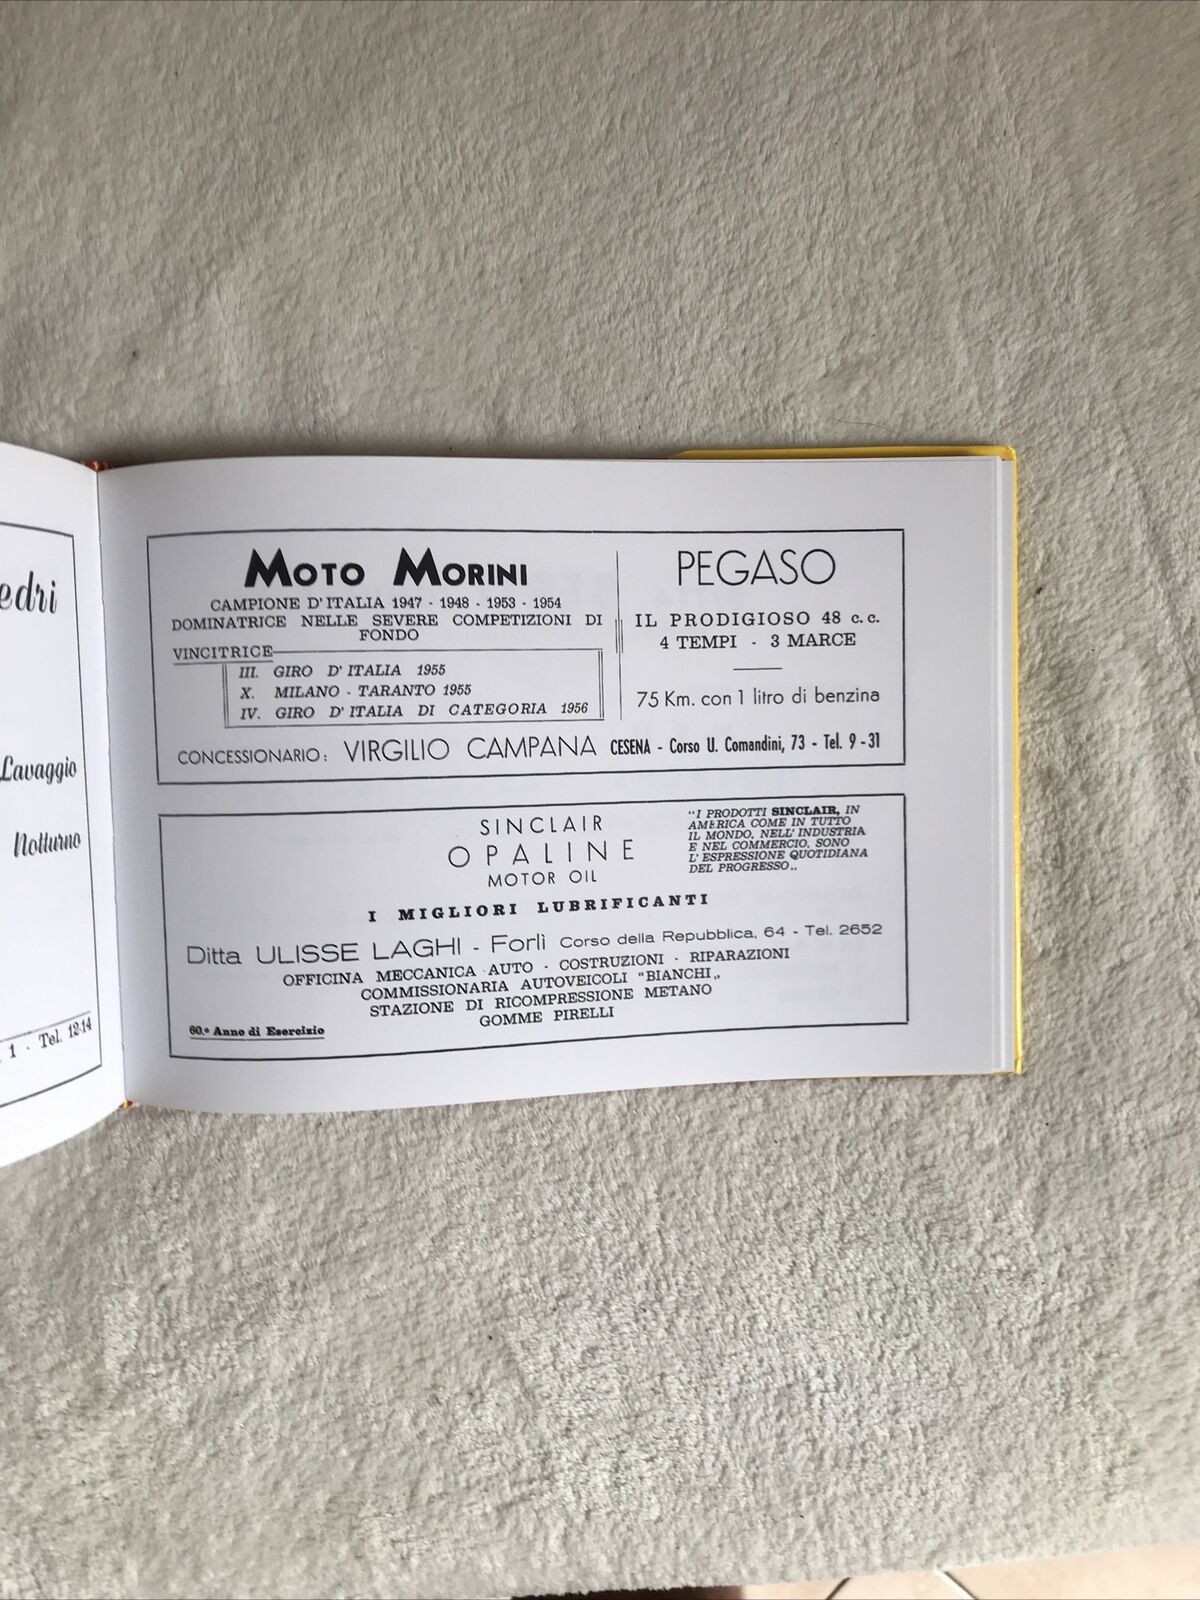 edri
Lavaggio
Notturno
1 - Tel. 12-14
MOTO MORINI
CAMPIONE D'ITALIA 1947 - 1948 - 1953 - 1954
DOMINATRICE NELLE SEVERE COMPETIZIONI DI
FONDO
VINCITRICE
III. GIRO D'ITALIA 1955
X. MILANO - TARANTO 1955
IV. GIRO D'ITALIA DI CATEGORIA 1956
PEGASO
IL PRODIGIOSO 48 c.c.
4 TEMPI - 3 MARCE
75 Km. con 1 litro di benzina
CONCESSIONARIO: VIRGILIO CAMPANA CESENA - Corso U. Comandini, 73 - Tel. 9-31
SINCLAIR
OPALINE
MOTOR OIL
"I PRODOTTI SINCLAIR, IN
AMERICA COME IN TUTTO
IL MONDO, NELL'INDUSTRIA
E NEL COMMERCIO, SONO
L'ESPRESSIONE QUOTIDIANA
DEL PROGRESSO„
I MIGLIORI LUBRIFICANTI
Ditta ULISSE LAGHI - Forlì Corso della Repubblica, 64 - Tel. 2652
OFFICINA MECCANICA AUTO - COSTRUZIONI - RIPARAZIONI
COMMISSIONARIA AUTOVEICOLI "BIANCHI„
STAZIONE DI RICOMPRESSIONE METANO
GOMME PIRELLI
60.º Anno di Esercizio